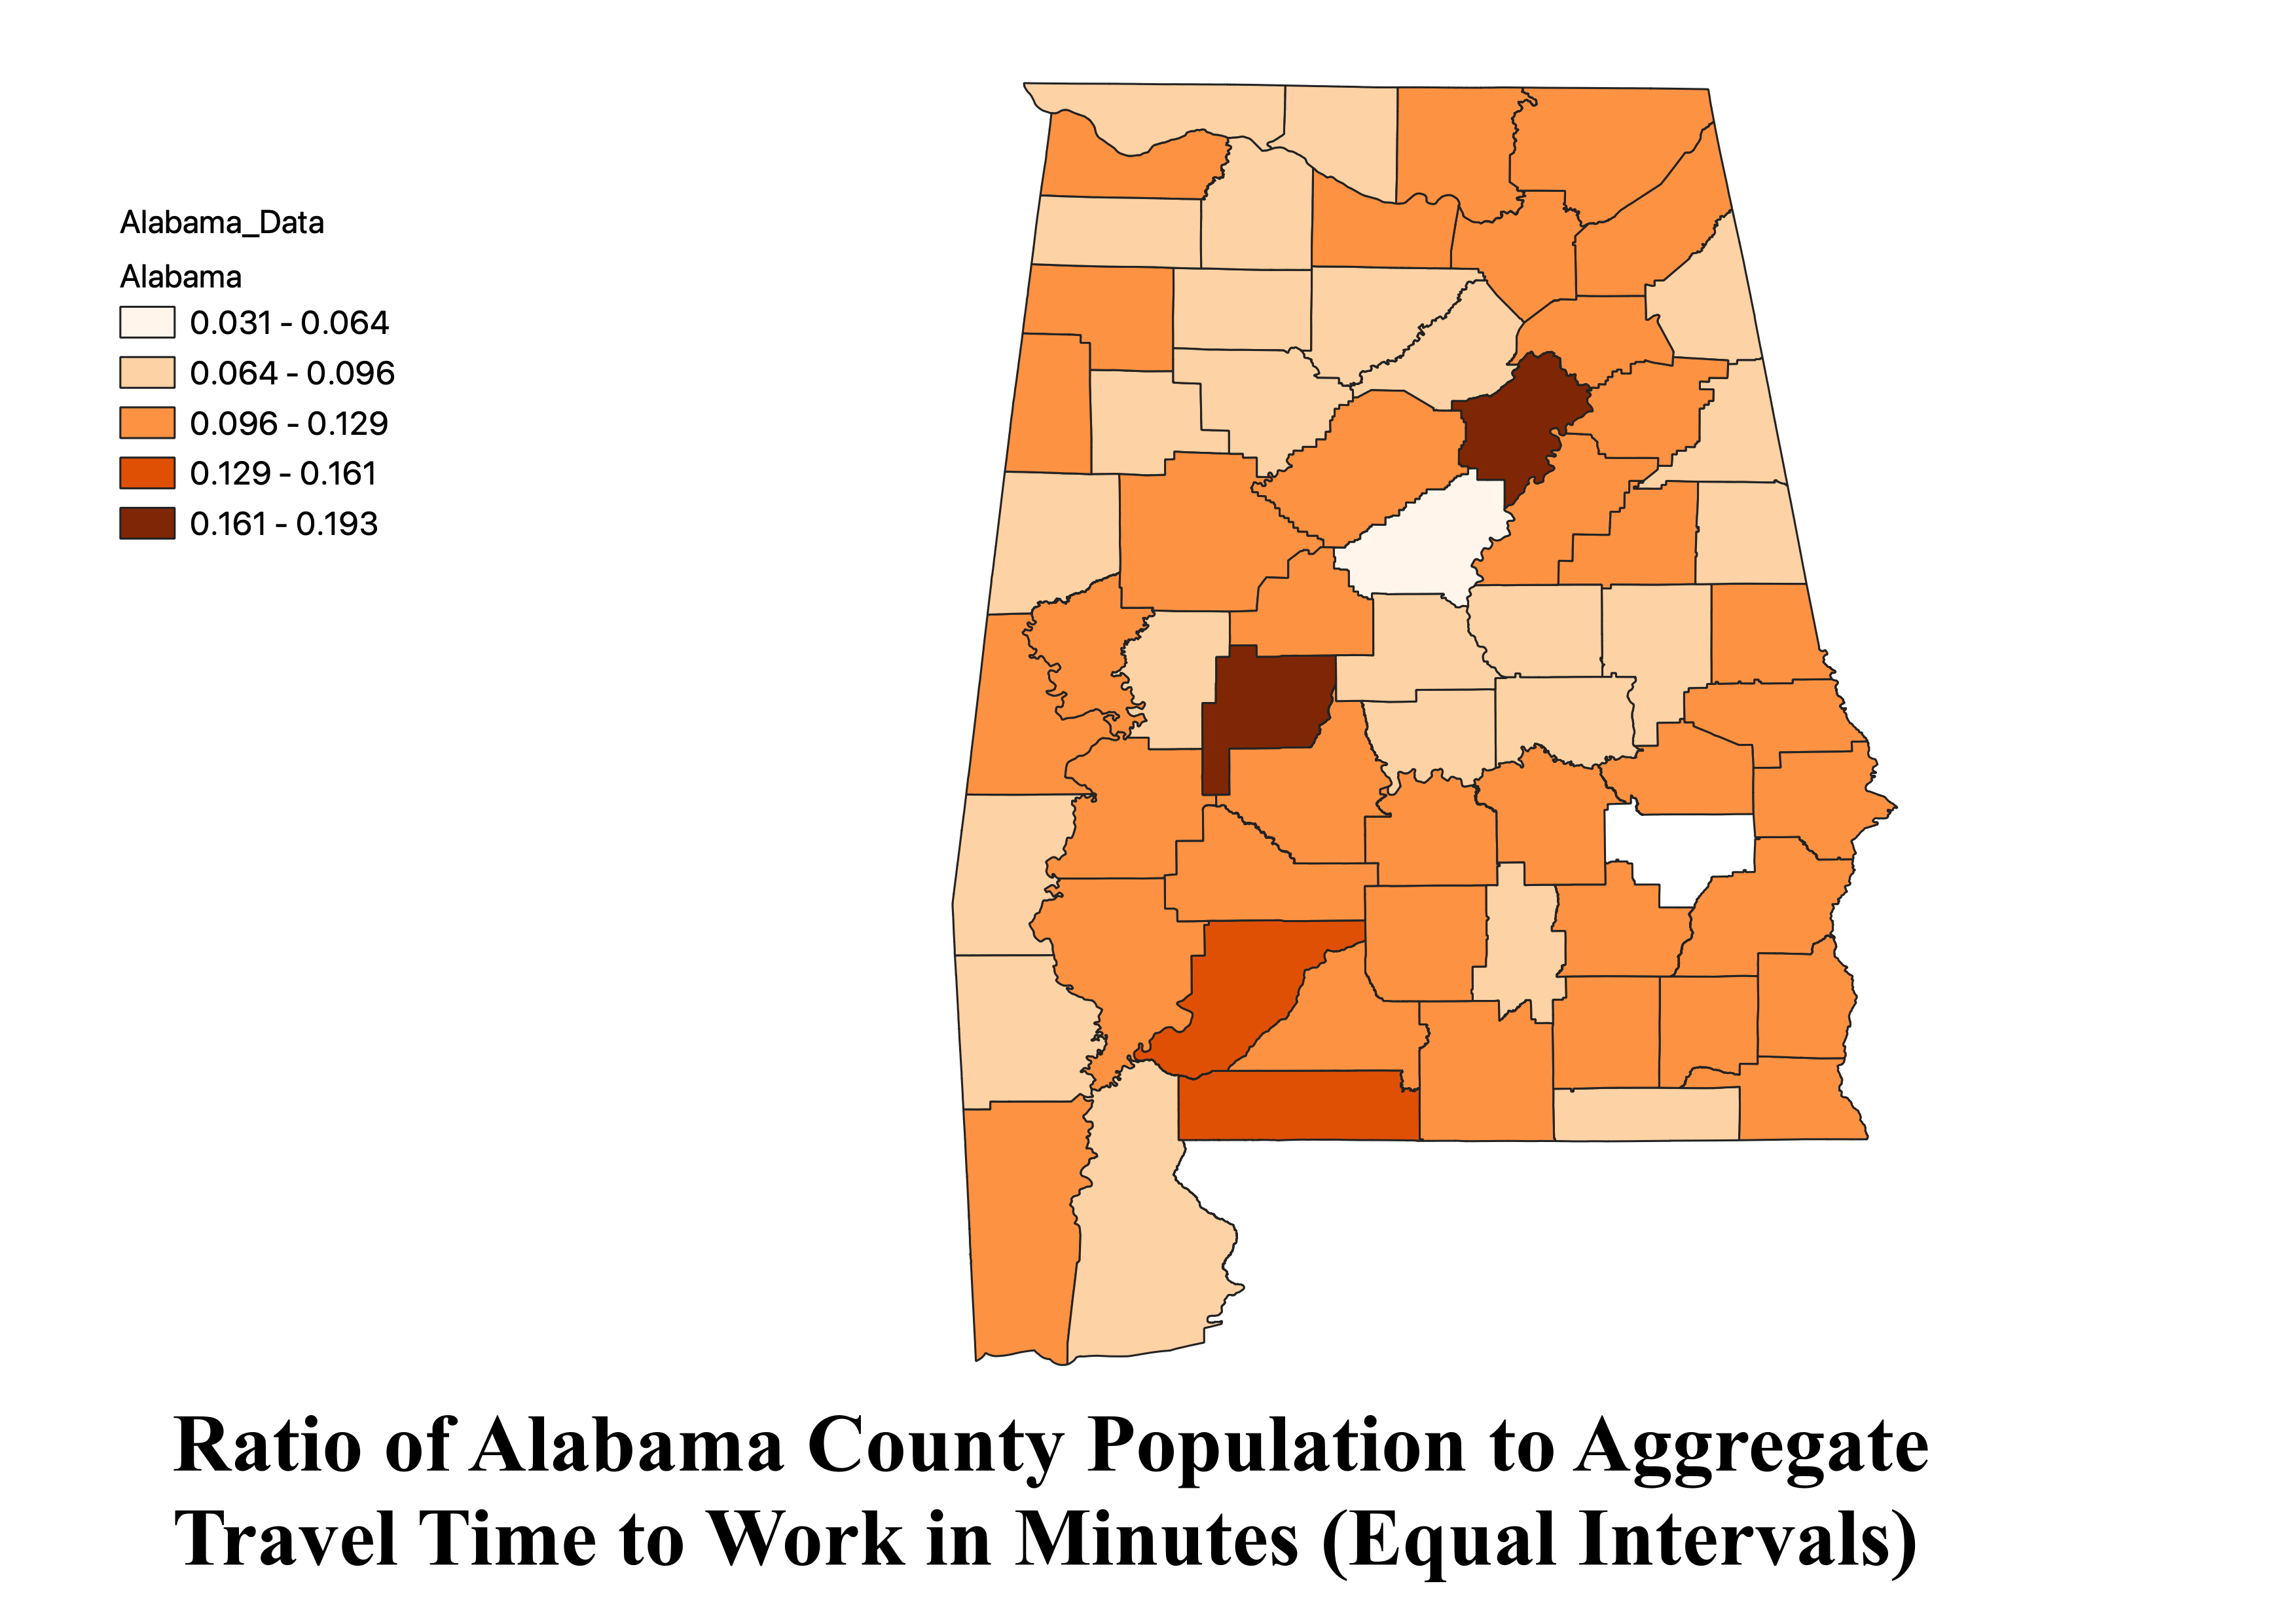 Alabama_Data
Alabama
0.031 - 0.064
0.064 - 0.096
0.096 - 0.129
0.129 - 0.161
0.161 - 0.193
Ratio of Alabama County Population to Aggregate
Travel Time to Work in Minutes (Equal Intervals)